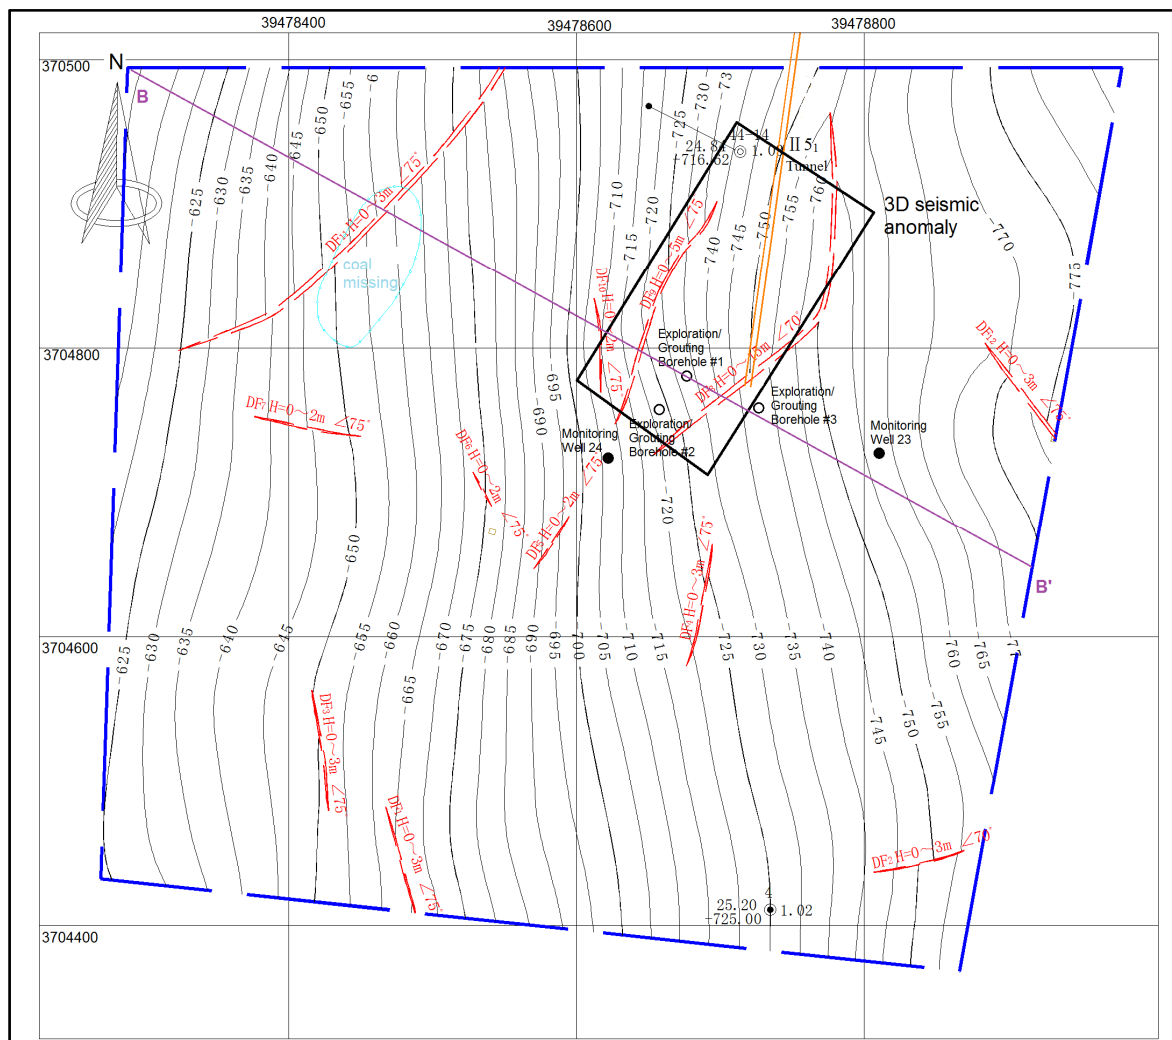 39478400
39478600
39478800
3704800
3704600
3704400
370500
N
B
B'
-625
-630
-635
-640
-645
-650
-655
-6
-710
-715
-720
-725
-730
-73
-740
-745
-750
-755
-760
-770
-775
44-14
24.84
-716.62
1.09
II 5₁
Tunnel
3D seismic
anomaly
coal
missing
DF₁₁ H=0~3m ∠75°
DF₁₀ H=0~2m ∠75°
DF₉ H=0~5m ∠75
DF₈ H=0~15m ∠70°
DF₁₂ H=0~3m ∠75°
DF₇ H=0~2m ∠75°
DF₆ H=0~2m ∠75°
DF₅ H=0~2m ∠75
DF₄ H=0~3m ∠75°
DF₃ H=0~3m ∠75°
DF₁ H=0~3m ∠75°
DF₂ H=0~3m ∠70°
Exploration/
Grouting
Borehole #1
Exploration/
Grouting
Borehole #2
Exploration/
Grouting
Borehole #3
Monitoring
Well 24
Monitoring
Well 23
-695
-690
-720
-650
-625
-630
-635
-640
-645
-655
-660
-665
-670
-675
-680
-685
-690
-695
-700
-705
-710
-715
-725
-730
-735
-740
-745
-750
-755
-760
-765
-77
4
25.20
-725.00
1.02